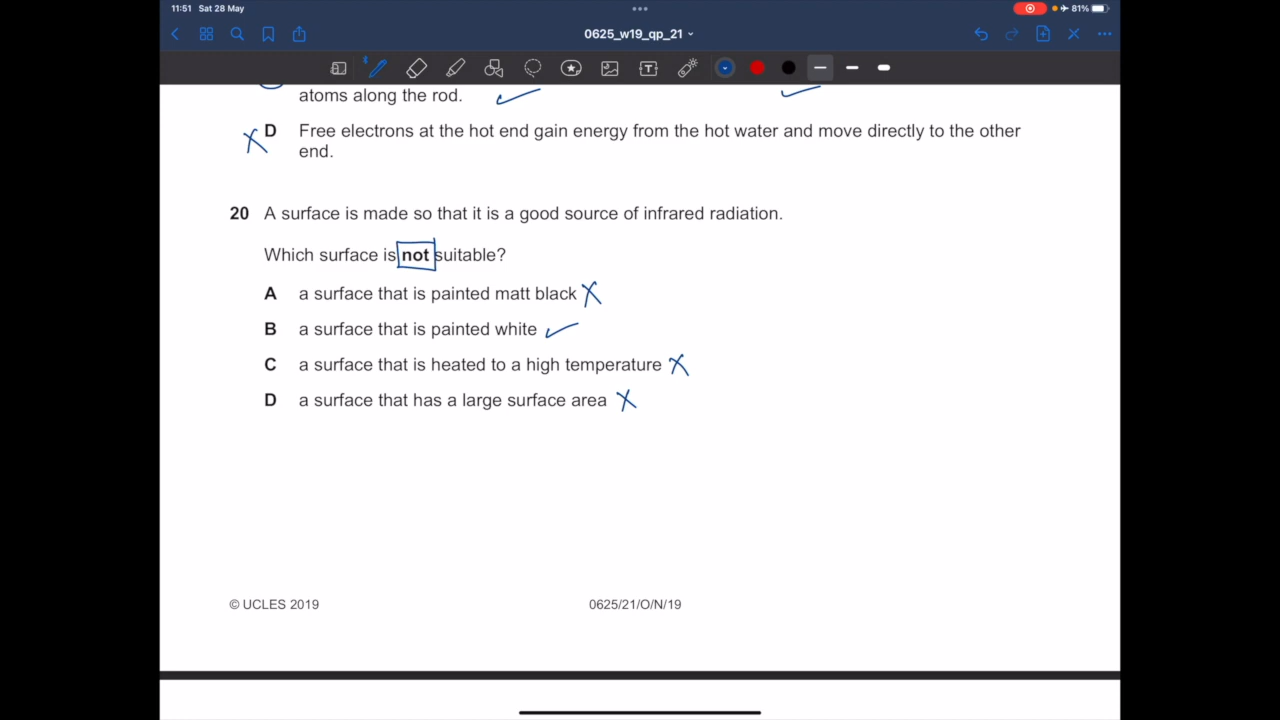 11:51 Sat 28 May
81%
0625_w19_qp_21
atoms along the rod.
D Free electrons at the hot end gain energy from the hot water and move directly to the other
end.
20 A surface is made so that it is a good source of infrared radiation.
Which surface is not suitable?
A a surface that is painted matt black
B a surface that is painted white
C a surface that is heated to a high temperature
D a surface that has a large surface area
© UCLES 2019
0625/21/O/N/19